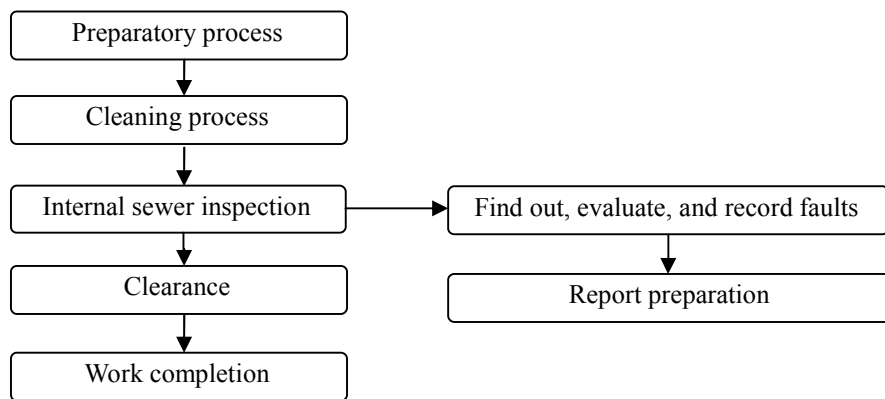 Preparatory process
Cleaning process
Internal sewer inspection
Find out, evaluate, and record faults
Clearance
Report preparation
Work completion